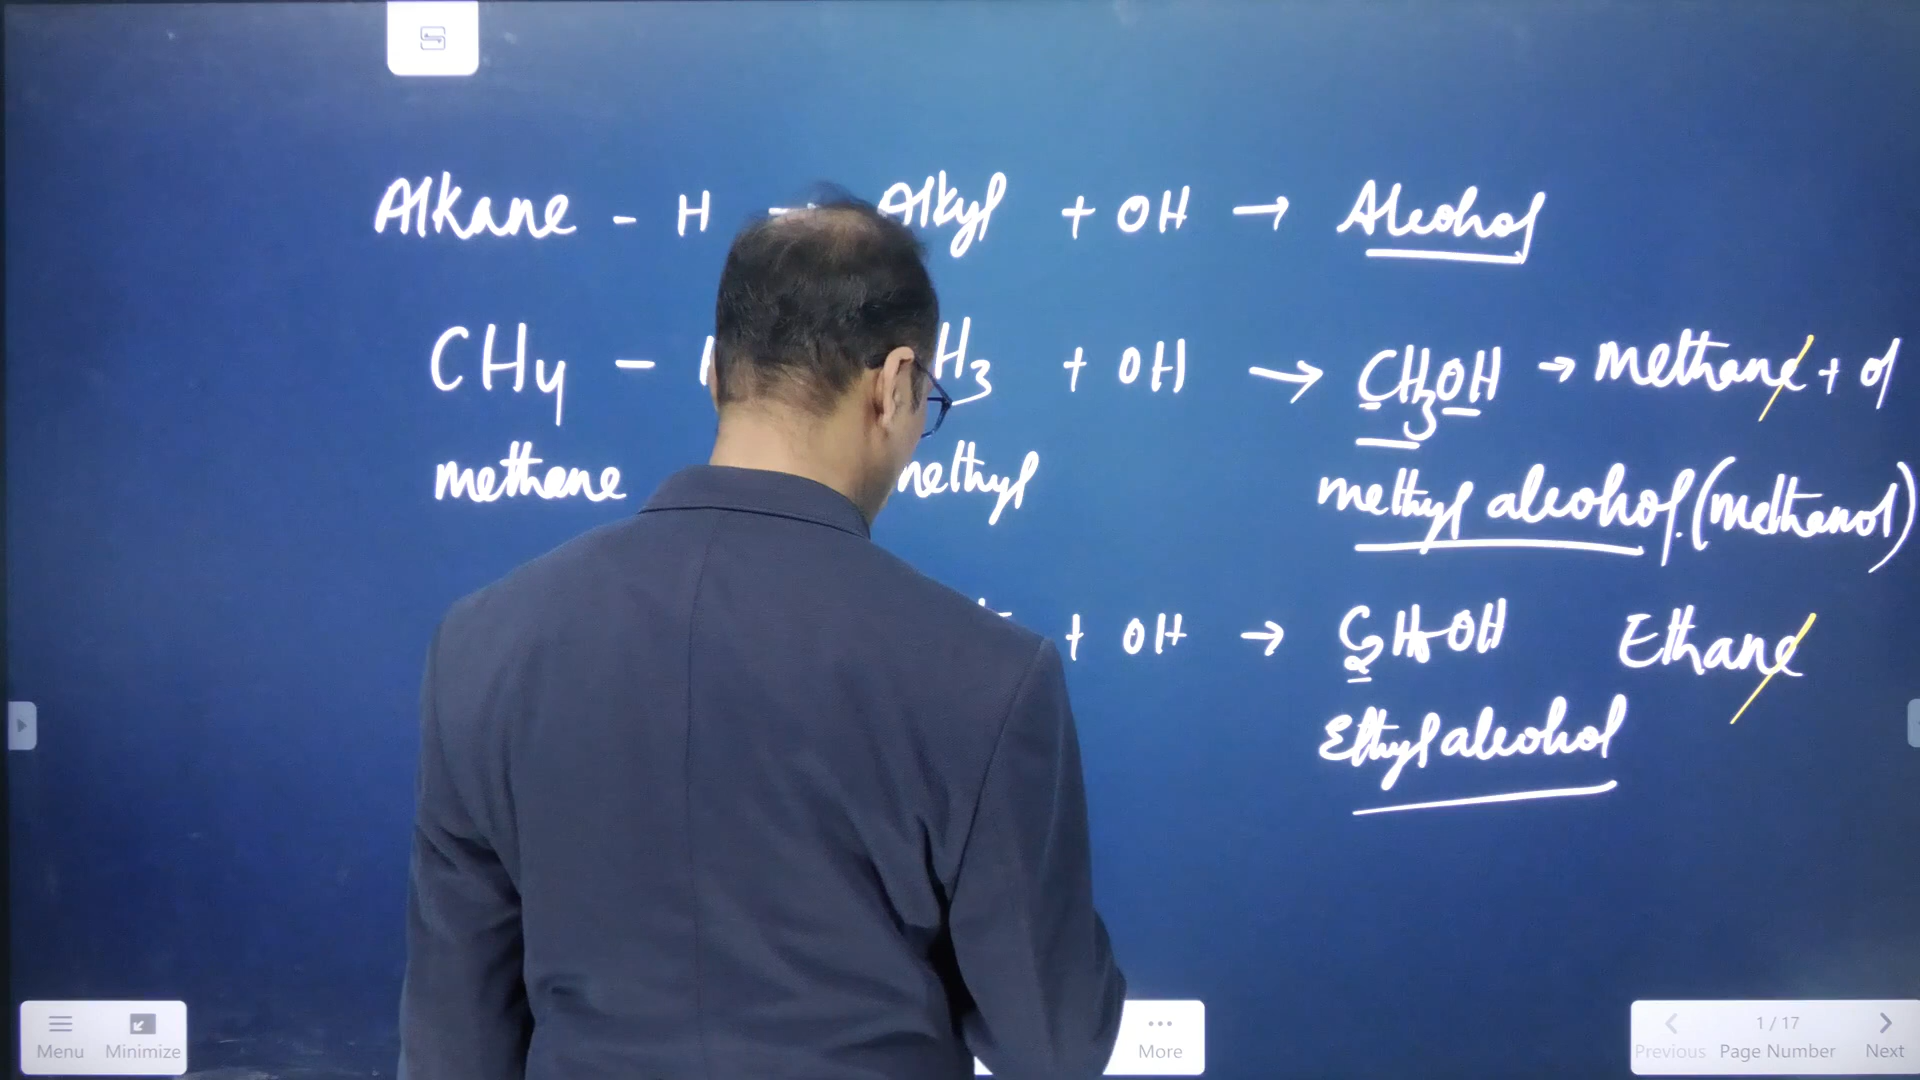 Alkane - H → Alkyl + OH → Alcohol
CH4 - H3 + OH → CH3OH → Methane + ol
methane methyl methyl alcohol. (Methanol)
+ OH → C2H5OH Ethane
Ethyl alcohol
Menu Minimize More Previous 1 / 17 Page Number Next